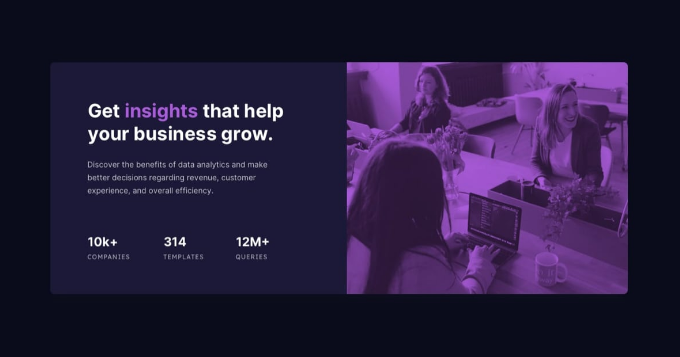 Get insights that help
your business grow.
Discover the benefits of data analytics and make
better decisions regarding revenue, customer
experience, and overall efficiency.
10k+ 314 12M+
COMPANIES TEMPLATES QUERIES